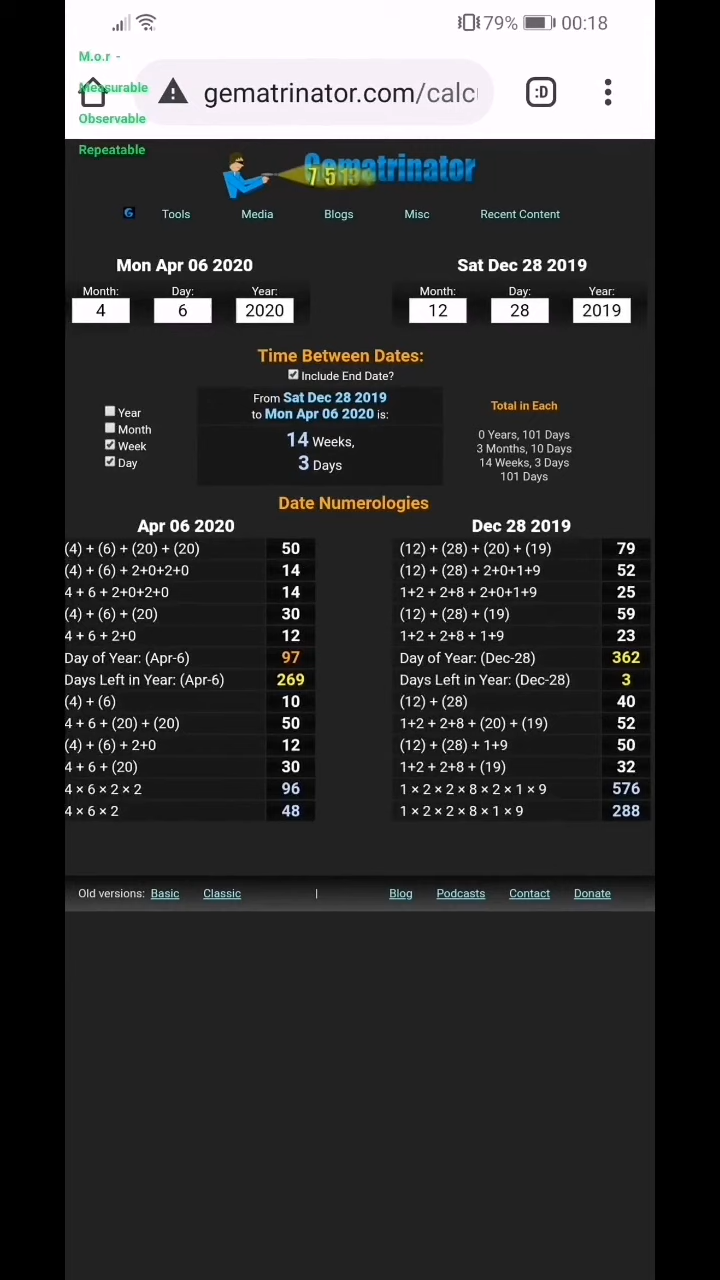 79% 00:18
M.o.r -
Measurable
Observable
Repeatable
gematrinator.com/calc
:D
Gematrinator
G Tools Media Blogs Misc Recent Content
Mon Apr 06 2020 Sat Dec 28 2019
Month: Day: Year: Month: Day: Year:
4 6 2020 12 28 2019
Time Between Dates:
Include End Date?
Year
Month
Week
Day
From Sat Dec 28 2019
to Mon Apr 06 2020 is:
14 Weeks,
3 Days
Total in Each
0 Years, 101 Days
3 Months, 10 Days
14 Weeks, 3 Days
101 Days
Date Numerologies
Apr 06 2020
(4) + (6) + (20) + (20) 50
(4) + (6) + 2+0+2+0 14
4 + 6 + 2+0+2+0 14
(4) + (6) + (20) 30
4 + 6 + 2+0 12
Day of Year: (Apr-6) 97
Days Left in Year: (Apr-6) 269
(4) + (6) 10
4 + 6 + (20) + (20) 50
(4) + (6) + 2+0 12
4 + 6 + (20) 30
4 × 6 × 2 × 2 96
4 × 6 × 2 48
Dec 28 2019
(12) + (28) + (20) + (19) 79
(12) + (28) + 2+0+1+9 52
1+2 + 2+8 + 2+0+1+9 25
(12) + (28) + (19) 59
1+2 + 2+8 + 1+9 23
Day of Year: (Dec-28) 362
Days Left in Year: (Dec-28) 3
(12) + (28) 40
1+2 + 2+8 + (20) + (19) 52
(12) + (28) + 1+9 50
1+2 + 2+8 + (19) 32
1 × 2 × 2 × 8 × 2 × 1 × 9 576
1 × 2 × 2 × 8 × 1 × 9 288
Old versions: Basic Classic | Blog Podcasts Contact Donate